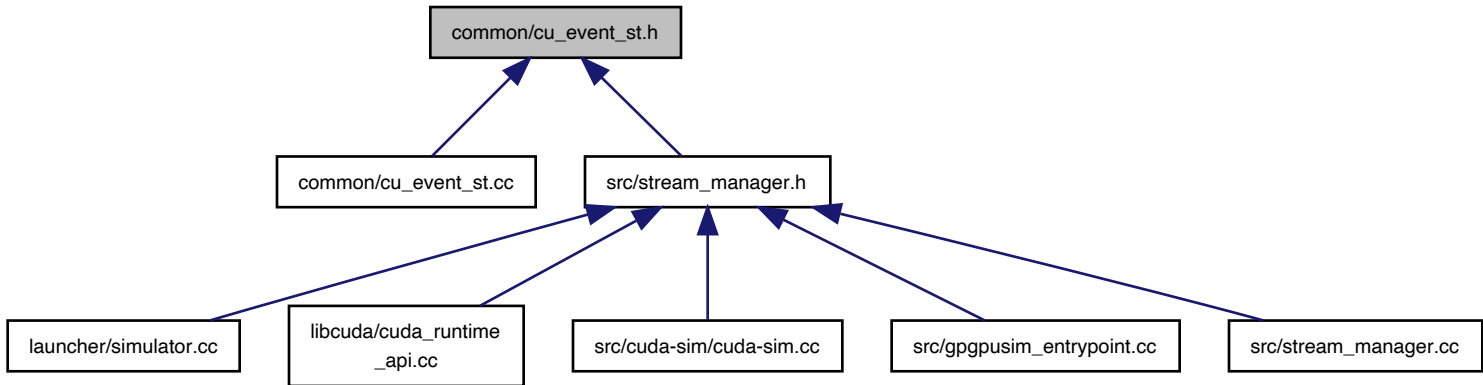 common/cu_event_st.h
common/cu_event_st.cc
src/stream_manager.h
launcher/simulator.cc
libcuda/cuda_runtime
_api.cc
src/cuda-sim/cuda-sim.cc
src/gpgpusim_entrypoint.cc
src/stream_manager.cc